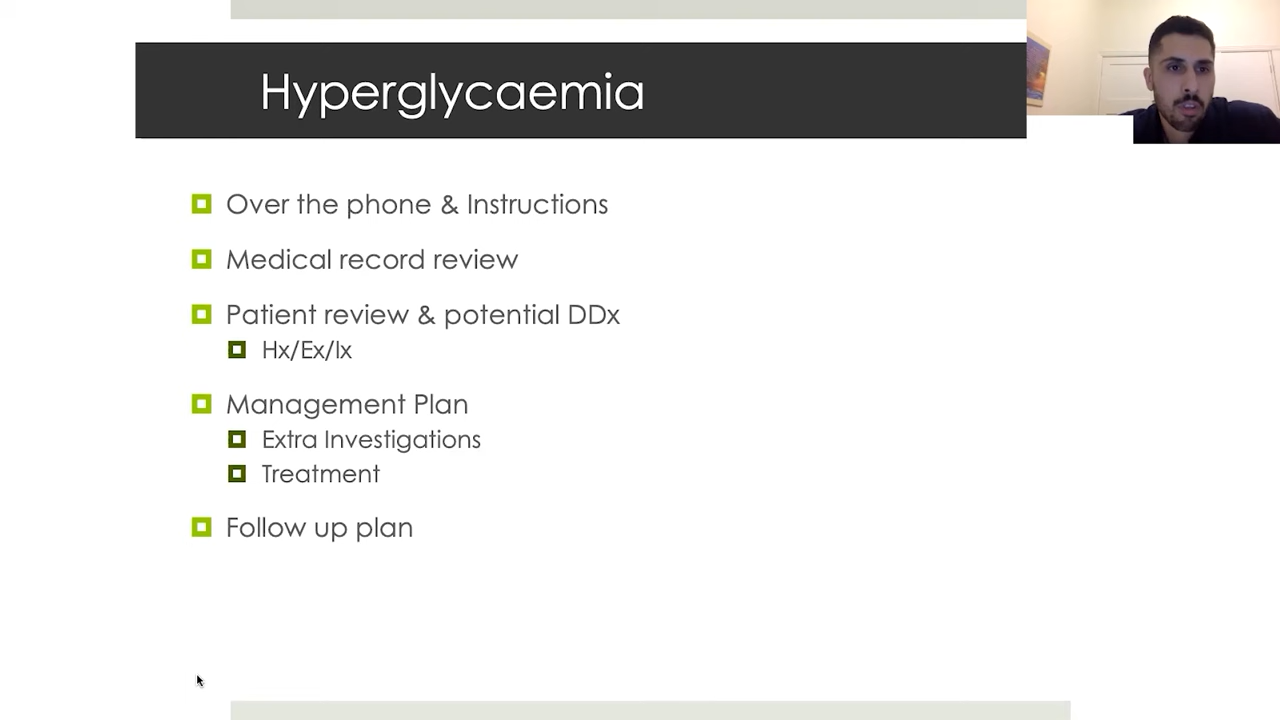 Hyperglycaemia
Over the phone & Instructions
Medical record review
Patient review & potential DDx
Hx/Ex/Ix
Management Plan
Extra Investigations
Treatment
Follow up plan